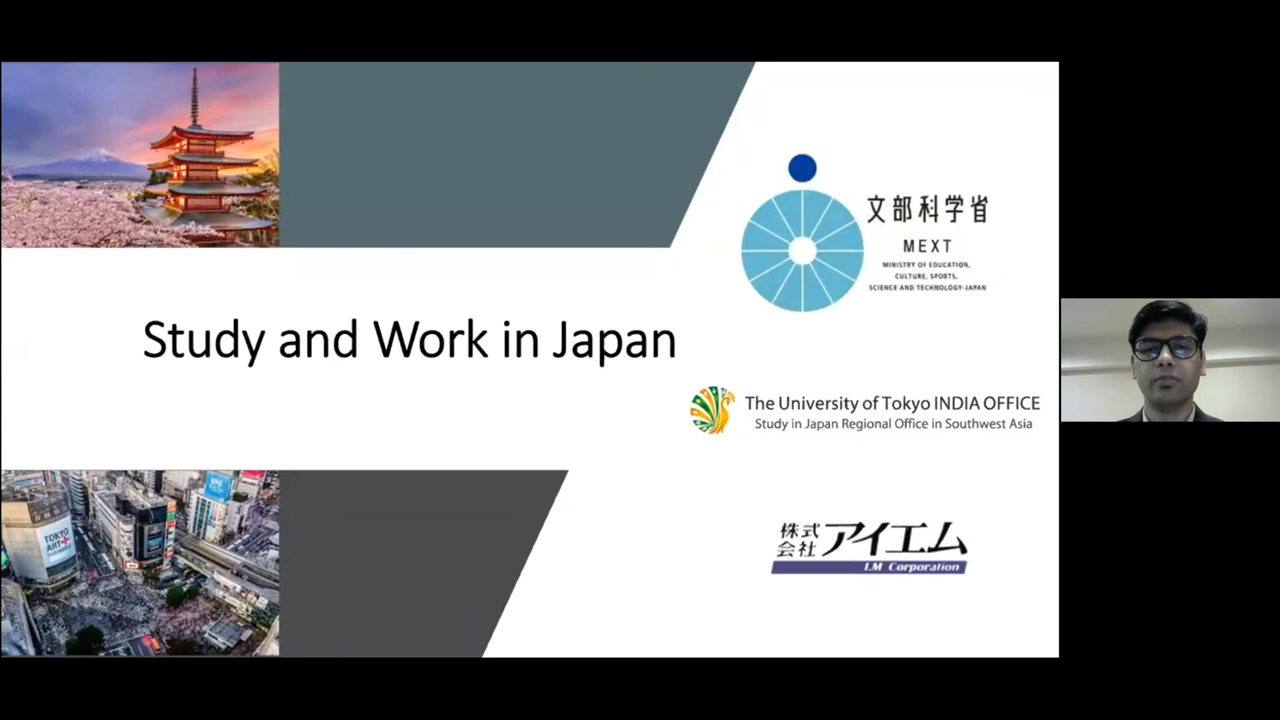 Study and Work in Japan
文部科学省
MEXT
MINISTRY OF EDUCATION,
CULTURE, SPORTS,
SCIENCE AND TECHNOLOGY-JAPAN
The University of Tokyo INDIA OFFICE
Study in Japan Regional Office in Southwest Asia
株式
会社 アイエム
I.M Corporation
TOKYO
ART